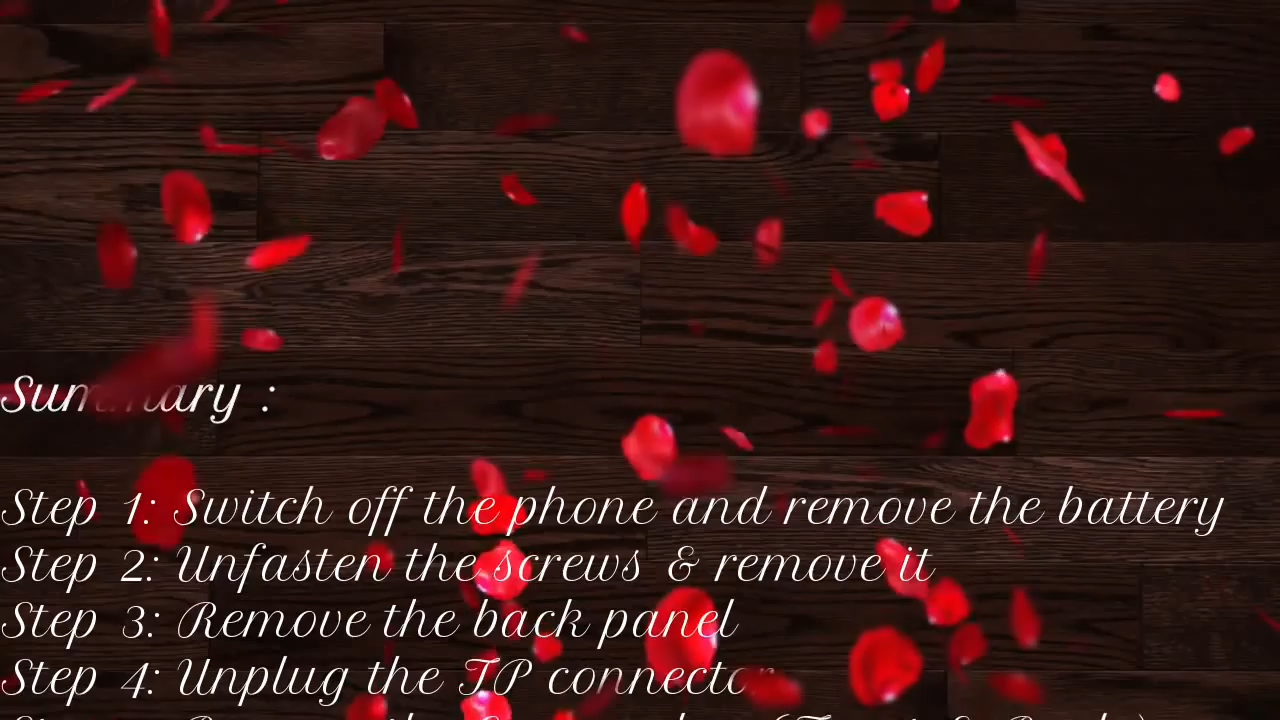 Summary :
Step 1: Switch off the phone and remove the battery
Step 2: Unfasten the screws & remove it
Step 3: Remove the back panel
Step 4: Unplug the TP connector